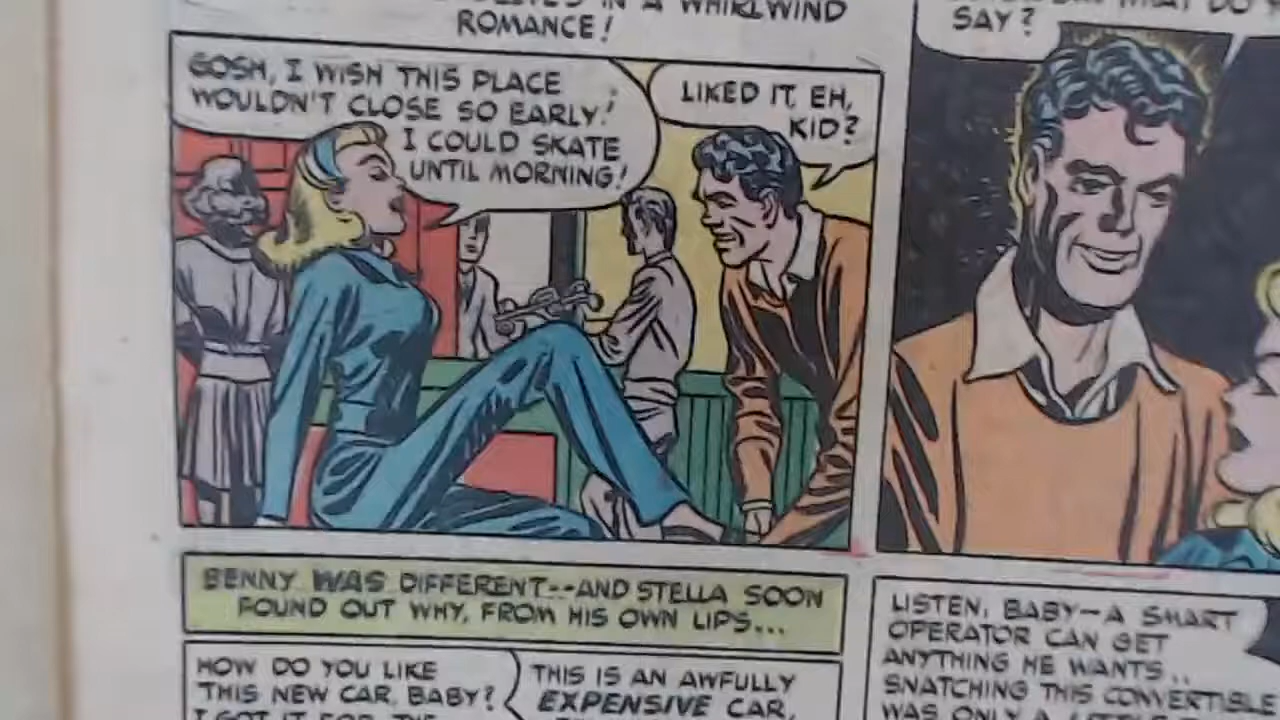 IN A WHIRLWIND
ROMANCE!
GOSH, I WISH THIS PLACE
WOULDN'T CLOSE SO EARLY!
I COULD SKATE
UNTIL MORNING!
LIKED IT, EH,
KID?
SAY?
BENNY WAS DIFFERENT--AND STELLA SOON
FOUND OUT WHY, FROM HIS OWN LIPS...
HOW DO YOU LIKE
THIS NEW CAR, BABY?
I GOT IT FOR THE
THIS IS AN AWFULLY
EXPENSIVE CAR,
LISTEN, BABY—A SMART
OPERATOR CAN GET
ANYTHING HE WANTS..
SNATCHING THIS CONVERTIBLE
WAS ONLY A